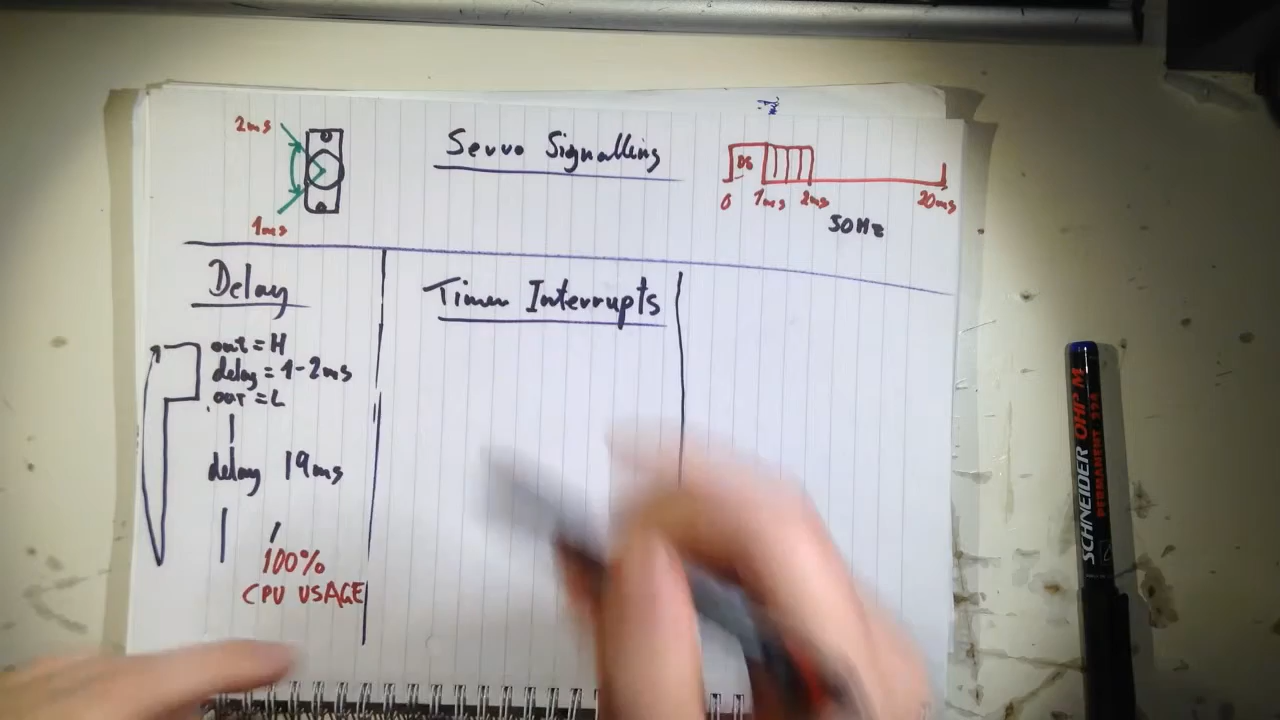 Servo Signalling
2ms
1ms
0 1ms 2ms 20ms
50Hz
Delay
out = H
delay = 1-2ms
out = L
delay 19ms
100%
CPU USAGE
Timer Interrupts
SCHNEIDER OHP M
PERMANENT 224